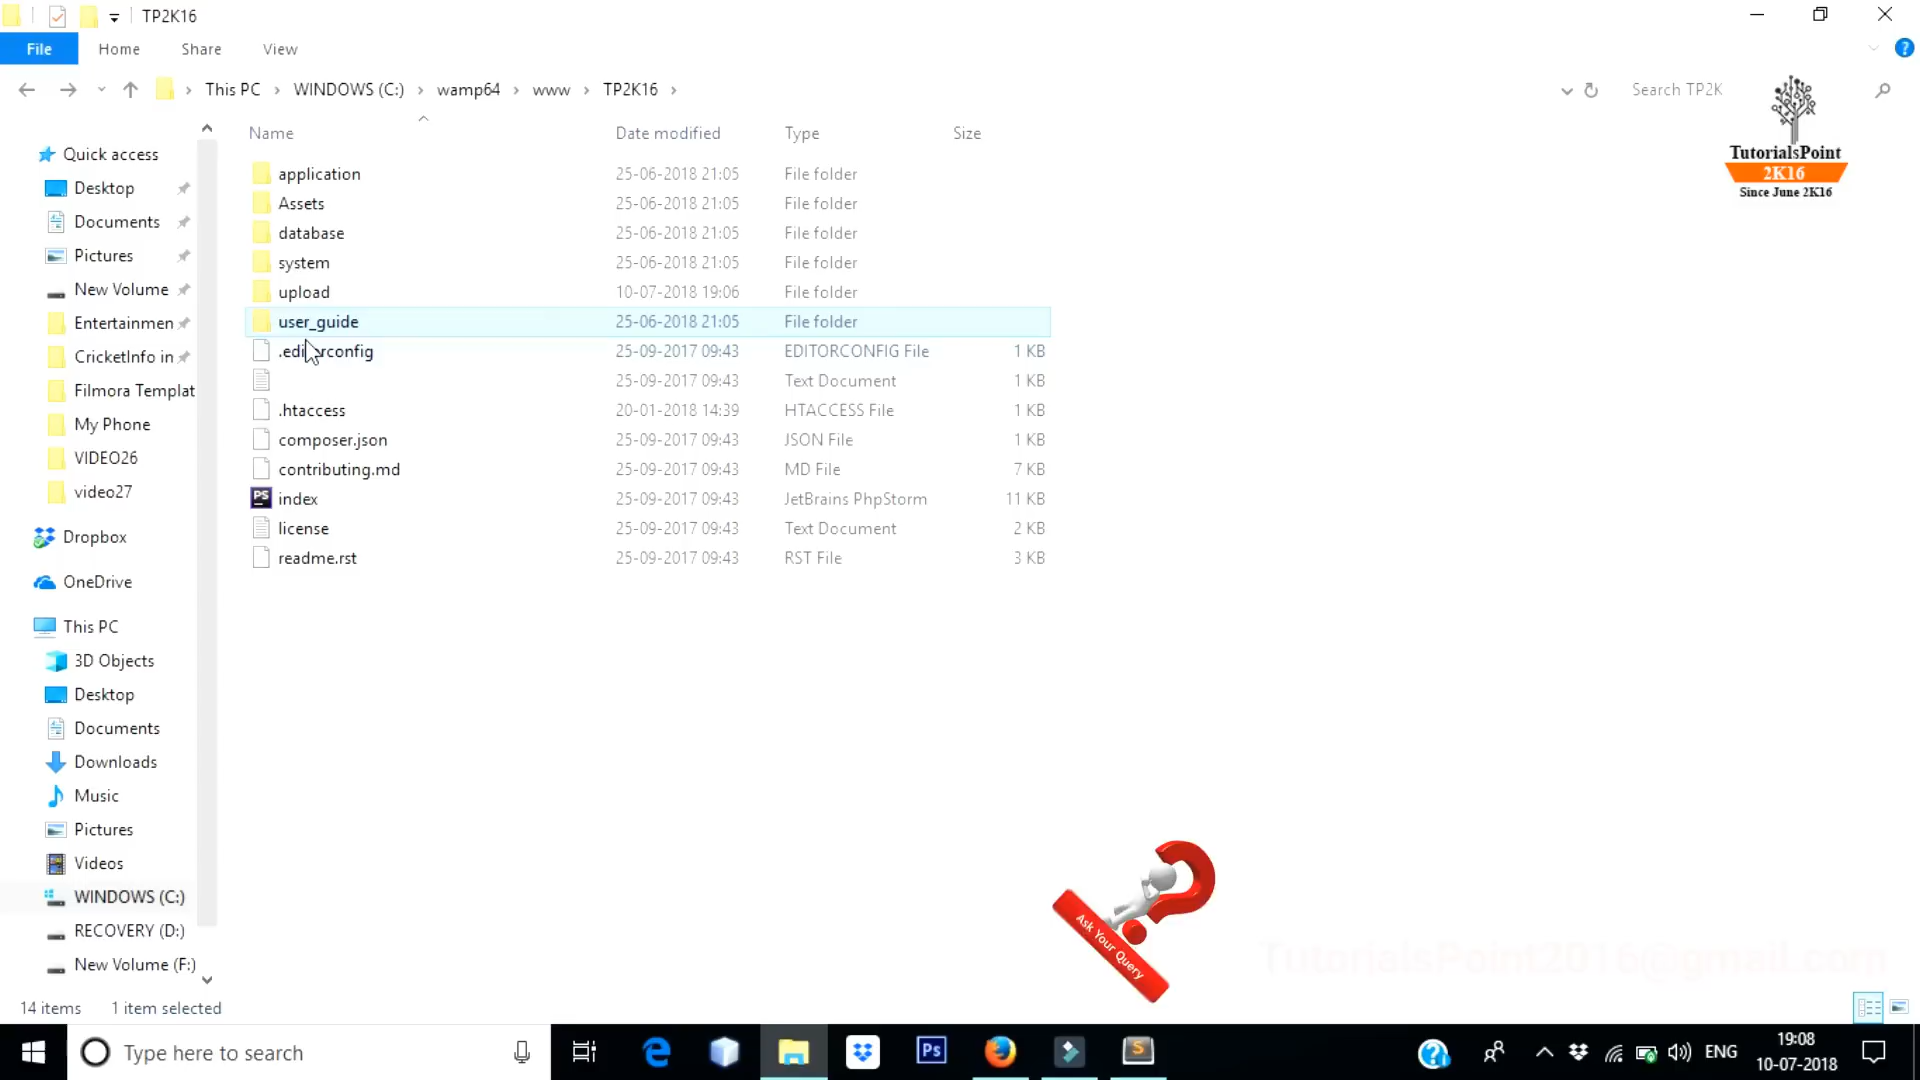 TP2K16
File Home Share View
This PC > WINDOWS (C:) > wamp64 > www > TP2K16 >
Search TP2K
TutorialsPoint
2K16
Since June 2K16
Name Date modified Type Size
application 25-06-2018 21:05 File folder
Assets 25-06-2018 21:05 File folder
database 25-06-2018 21:05 File folder
system 25-06-2018 21:05 File folder
upload 10-07-2018 19:06 File folder
user_guide 25-06-2018 21:05 File folder
25-09-2017 09:43 EDITORCONFIG File 1 KB
25-09-2017 09:43 Text Document 1 KB
.htaccess 20-01-2018 14:39 HTACCESS File 1 KB
composer.json 25-09-2017 09:43 JSON File 1 KB
contributing.md 25-09-2017 09:43 MD File 7 KB
PS index 25-09-2017 09:43 JetBrains PhpStorm 11 KB
license 25-09-2017 09:43 Text Document 2 KB
readme.rst 25-09-2017 09:43 RST File 3 KB
Quick access
Desktop
Documents
Pictures
New Volume
Entertainmen
CricketInfo in
Filmora Templat
My Phone
VIDEO26
video27
Dropbox
OneDrive
This PC
3D Objects
Desktop
Documents
Downloads
Music
Pictures
Videos
WINDOWS (C:)
RECOVERY (D:)
New Volume (F:)
Ask Your Query
TutorialsPoint2016@gmail.com
14 items 1 item selected
Type here to search
Ps
S
ENG
19:08
10-07-2018